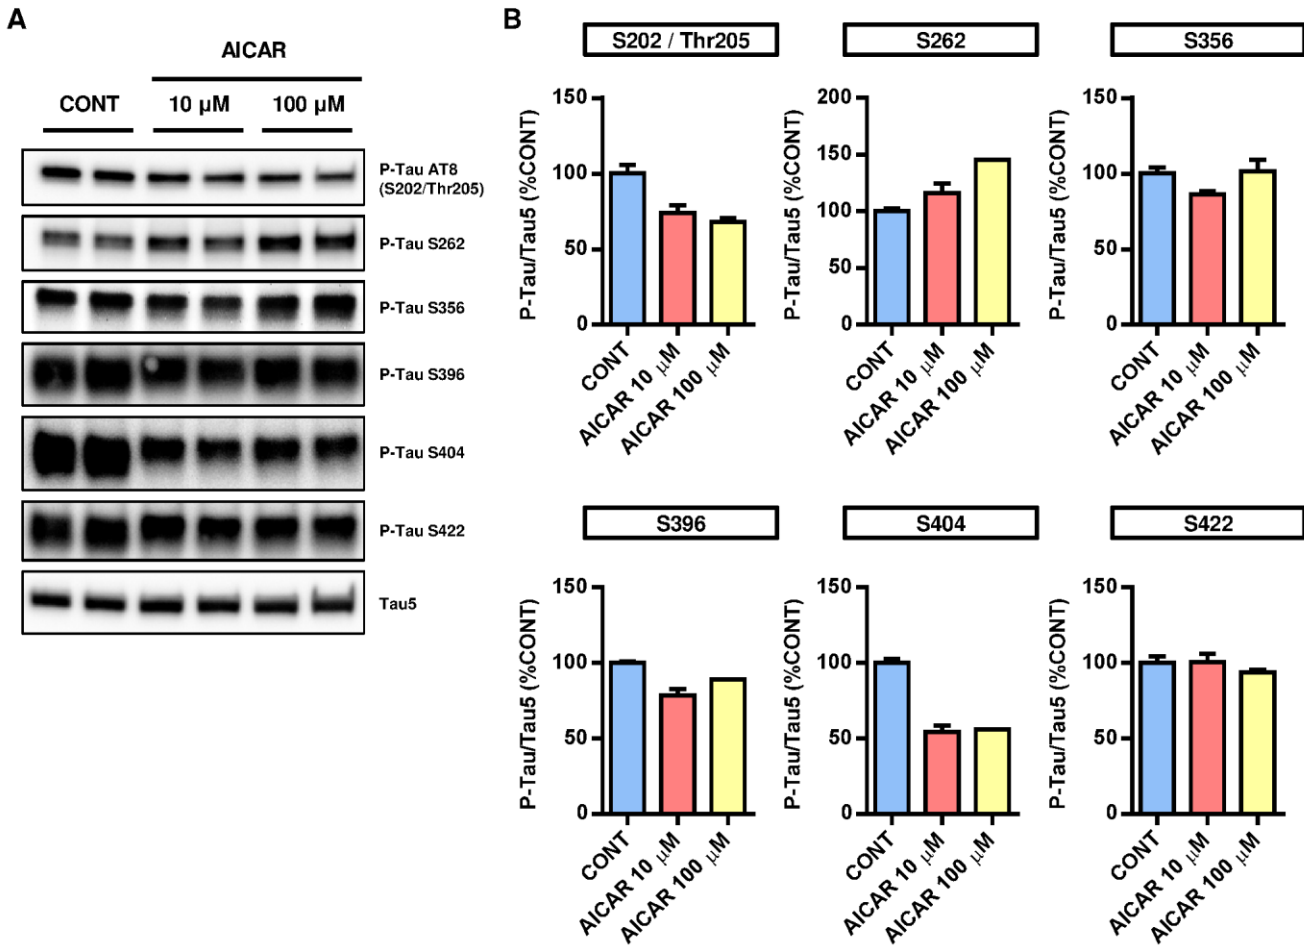 A
AICAR
CONT
10 μM
100 μM
P-Tau AT8
(S202/Thr205)
P-Tau S262
P-Tau S356
P-Tau S396
P-Tau S404
P-Tau S422
Tau5
B
S202 / Thr205
P-Tau/Tau5 (%CONT)
150
100
50
0
CONT
AICAR 10 μM
AICAR 100 μM
S262
P-Tau/Tau5 (%CONT)
200
150
100
50
0
CONT
AICAR 10 μM
AICAR 100 μM
S356
P-Tau/Tau5 (%CONT)
150
100
50
0
CONT
AICAR 10 μM
AICAR 100 μM
S396
P-Tau/Tau5 (%CONT)
150
100
50
0
CONT
AICAR 10 μM
AICAR 100 μM
S404
P-Tau/Tau5 (%CONT)
150
100
50
0
CONT
AICAR 10 μM
AICAR 100 μM
S422
P-Tau/Tau5 (%CONT)
150
100
50
0
CONT
AICAR 10 μM
AICAR 100 μM